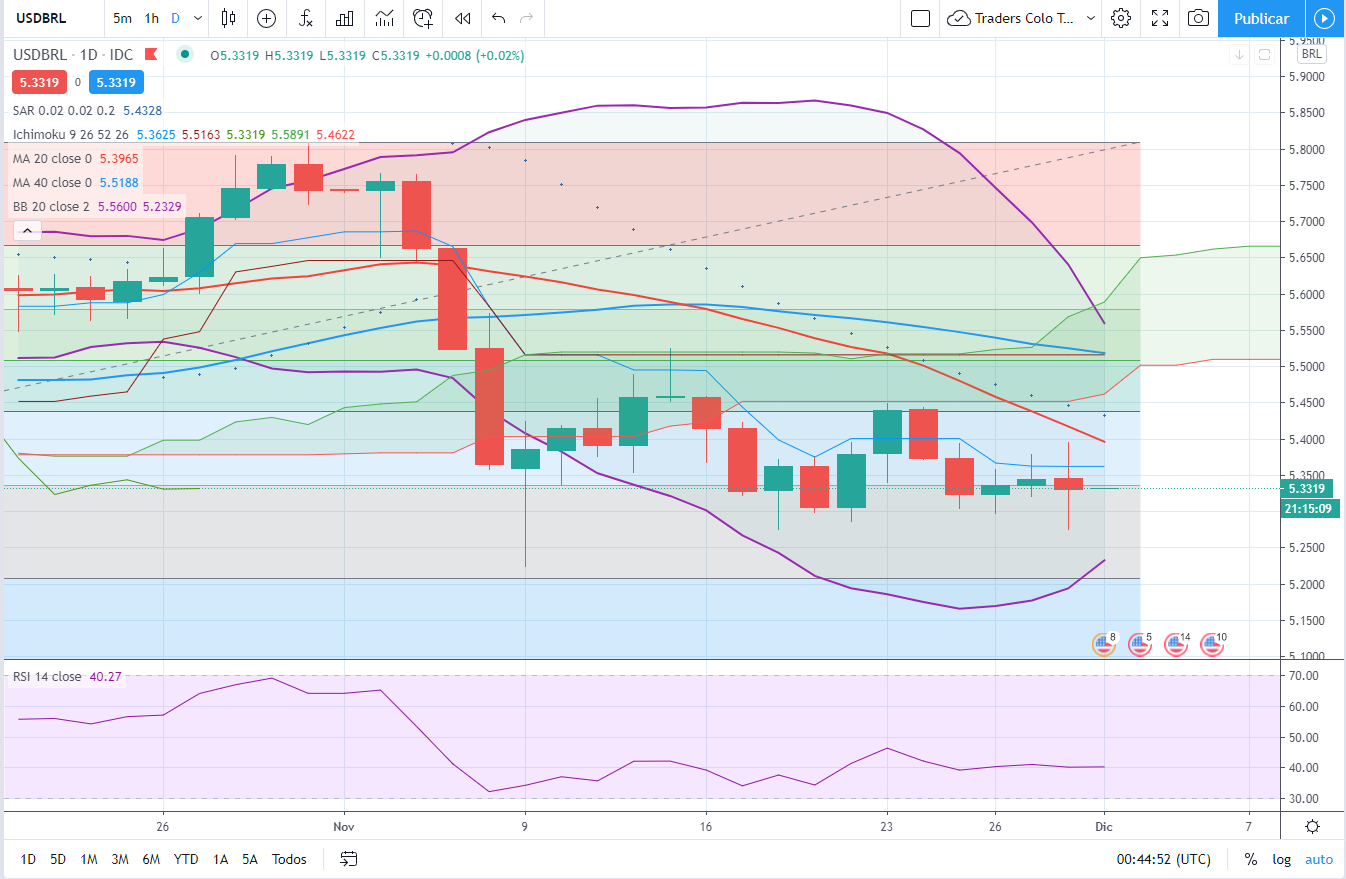 USDBRL 5m 1h D Traders Colo T... Publicar
USDBRL · 1D · IDC O5.3319 H5.3319 L5.3319 C5.3319 +0.0008 (+0.02%)
BRL
5.3319 0 5.3319
SAR 0.02 0.02 0.2 5.4328
Ichimoku 9 26 52 26 5.3625 5.5163 5.3319 5.5891 5.4622
MA 20 close 0 5.3965
MA 40 close 0 5.5188
BB 20 close 2 5.5600 5.2329
5.9500
5.9000
5.8500
5.8000
5.7500
5.7000
5.6500
5.6000
5.5500
5.5000
5.4500
5.4000
5.3500
5.3319
21:15:09
5.2500
5.2000
5.1500
5.1000
8 5 14 10
RSI 14 close 40.27
70.00
60.00
50.00
40.00
30.00
26 Nov 9 16 23 26 Dic 7
1D 5D 1M 3M 6M YTD 1A 5A Todos 00:44:52 (UTC) % log auto